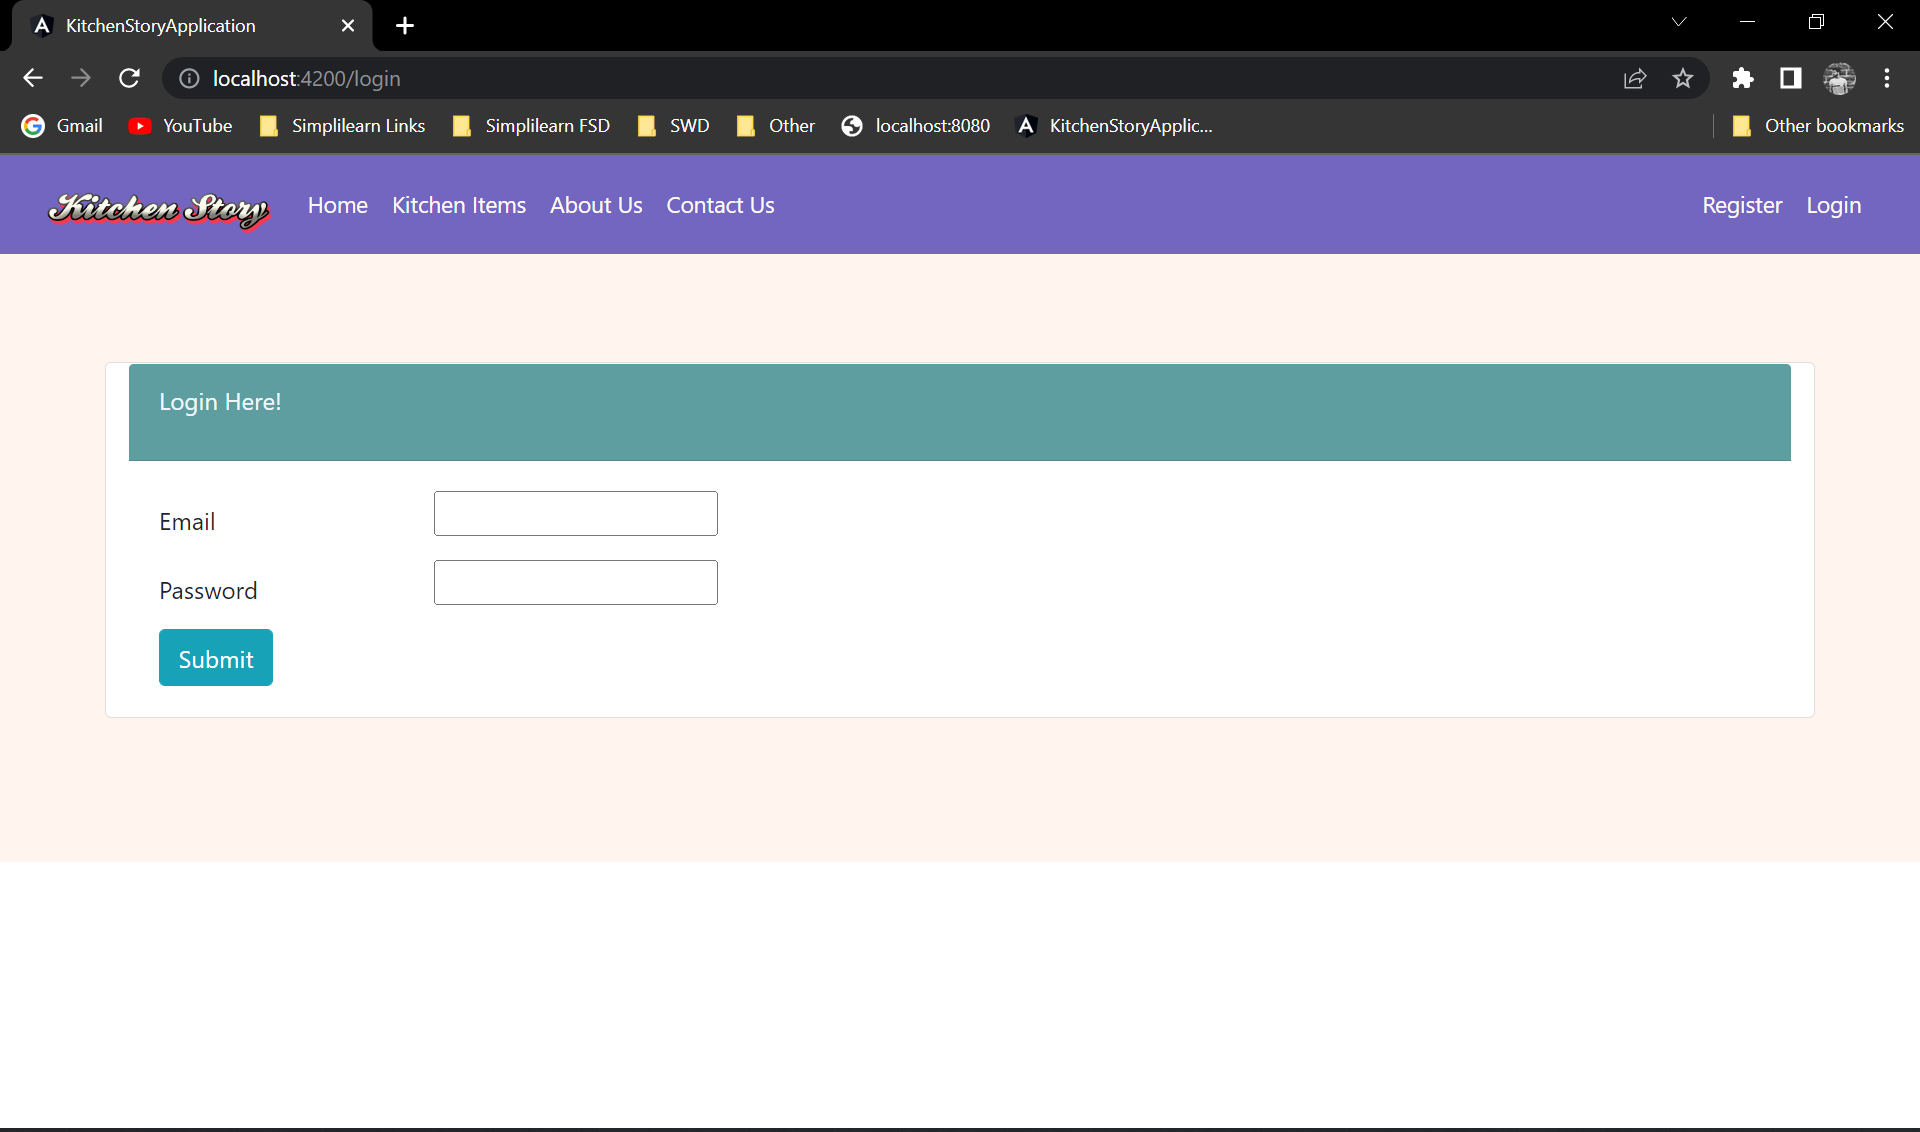 KitchenStoryApplication
localhost:4200/login
Gmail YouTube Simplilearn Links Simplilearn FSD SWD Other localhost:8080 KitchenStoryApplic... Other bookmarks
Kitchen Story Home Kitchen Items About Us Contact Us Register Login
Login Here!
Email
Password
Submit